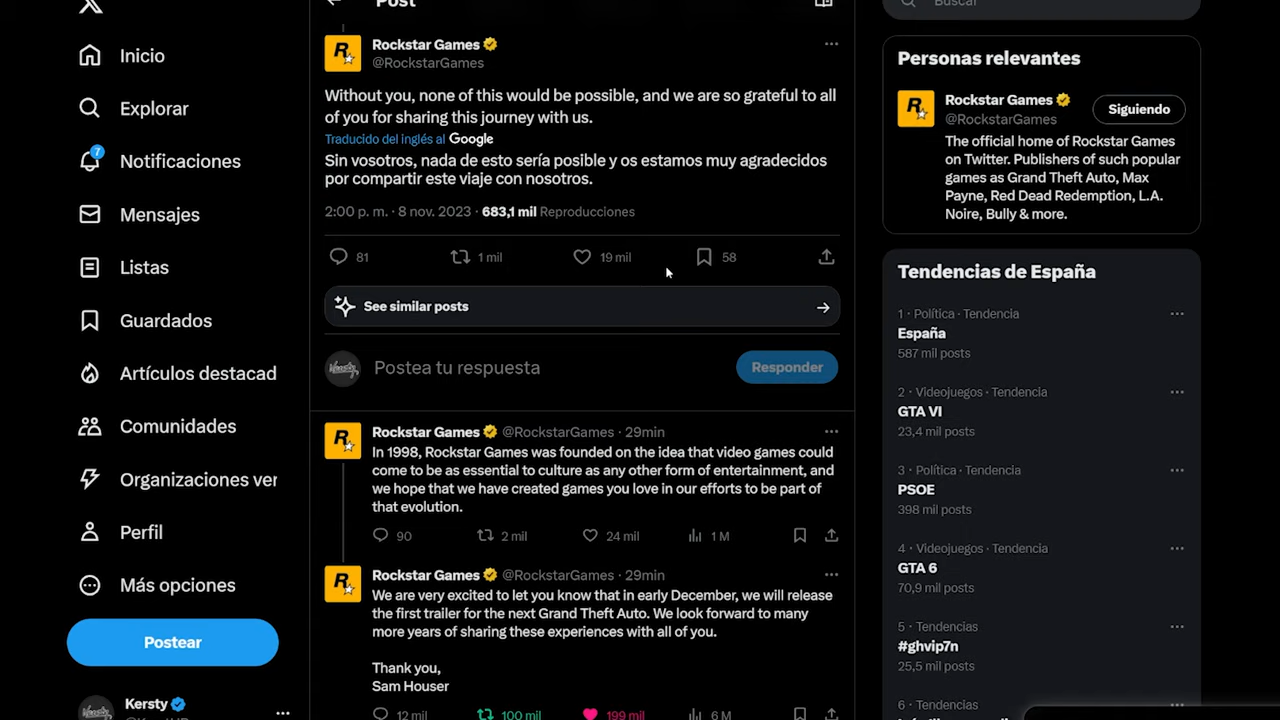 Inicio
Explorar
7
Notificaciones
Mensajes
Listas
Guardados
Artículos destacad
Comunidades
Organizaciones ver
Perfil
Más opciones
Postear
Kersty
Post
Rockstar Games
@RockstarGames
Without you, none of this would be possible, and we are so grateful to all
of you for sharing this journey with us.
Traducido del inglés al Google
Sin vosotros, nada de esto sería posible y os estamos muy agradecidos
por compartir este viaje con nosotros.
2:00 p. m. · 8 nov. 2023 · 683,1 mil Reproducciones
81 1 mil 19 mil 58
See similar posts
Postea tu respuesta
Responder
Rockstar Games @RockstarGames · 29min
In 1998, Rockstar Games was founded on the idea that video games could
come to be as essential to culture as any other form of entertainment, and
we hope that we have created games you love in our efforts to be part of
that evolution.
90 2 mil 24 mil 1 M
Rockstar Games @RockstarGames · 29min
We are very excited to let you know that in early December, we will release
the first trailer for the next Grand Theft Auto. We look forward to many
more years of sharing these experiences with all of you.
Thank you,
Sam Houser
12 mil 100 mil 199 mil 6 M
Buscar
Personas relevantes
Rockstar Games
@RockstarGames
Siguiendo
The official home of Rockstar Games
on Twitter. Publishers of such popular
games as Grand Theft Auto, Max
Payne, Red Dead Redemption, L.A.
Noire, Bully & more.
Tendencias de España
1 · Política · Tendencia
España
587 mil posts
2 · Videojuegos · Tendencia
GTA VI
23,4 mil posts
3 · Política · Tendencia
PSOE
398 mil posts
4 · Videojuegos · Tendencia
GTA 6
70,9 mil posts
5 · Tendencias
#ghvip7n
25,5 mil posts
6 · Tendencias